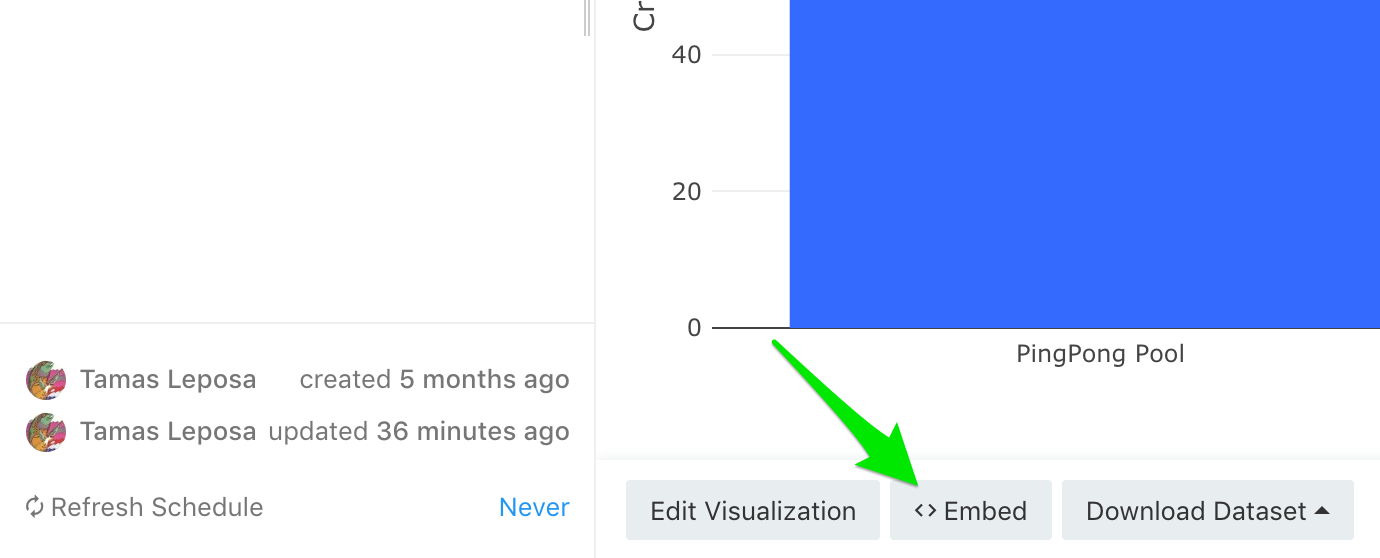 Cr
40
20
0
PingPong Pool
Tamas Leposa created 5 months ago
Tamas Leposa updated 36 minutes ago
Refresh Schedule Never
Edit Visualization <> Embed Download Dataset